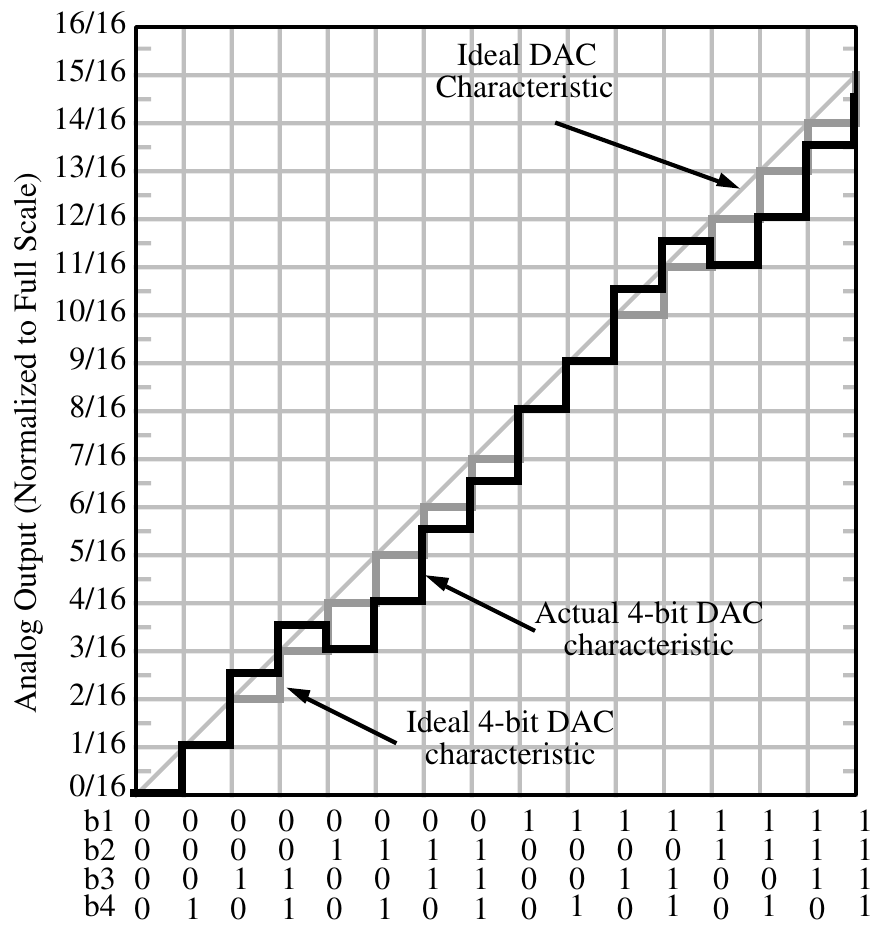 16/16
15/16
14/16
13/16
12/16
11/16
10/16
9/16
8/16
7/16
6/16
5/16
4/16
3/16
2/16
1/16
0/16
Analog Output (Normalized to Full Scale)
Ideal DAC
Characteristic
Actual 4-bit DAC
characteristic
Ideal 4-bit DAC
characteristic
b1 0 0 0 0 0 0 0 0 1 1 1 1 1 1 1 1
b2 0 0 0 0 1 1 1 1 0 0 0 0 1 1 1 1
b3 0 0 1 1 0 0 1 1 0 0 1 1 0 0 1 1
b4 0 1 0 1 0 1 0 1 0 1 0 1 0 1 0 1